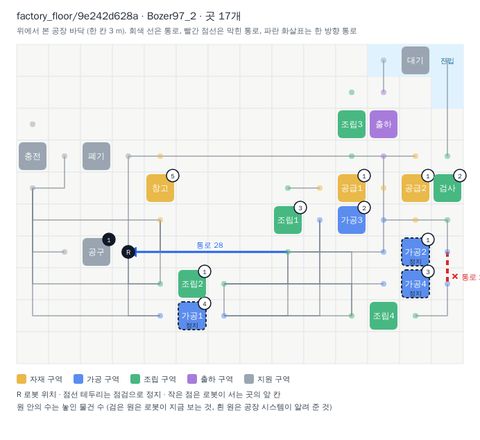 factory_floor/9e242d628a · Bozer97_2 · 곳 17개
위에서 본 공장 바닥 (한 칸 3 m). 회색 선은 통로, 빨간 점선은 막힌 통로, 파란 화살표는 한 방향 통로
대기
진입
조립3
출하
충전
폐기
5
1
1
2
창고
공급1
공급2
검사
3
2
조립1
가공3
1
공구
R
통로 28
1
가공2
정지
1
3
조립2
가공4
정지
✕ 통로
4
가공1
정지
조립4
자재 구역
가공 구역
조립 구역
출하 구역
지원 구역
R 로봇 위치 · 점선 테두리는 점검으로 정지 · 작은 점은 로봇이 서는 곳의 앞 칸
원 안의 수는 놓인 물건 수 (검은 원은 로봇이 지금 보는 것, 흰 원은 공장 시스템이 알려 준 것)